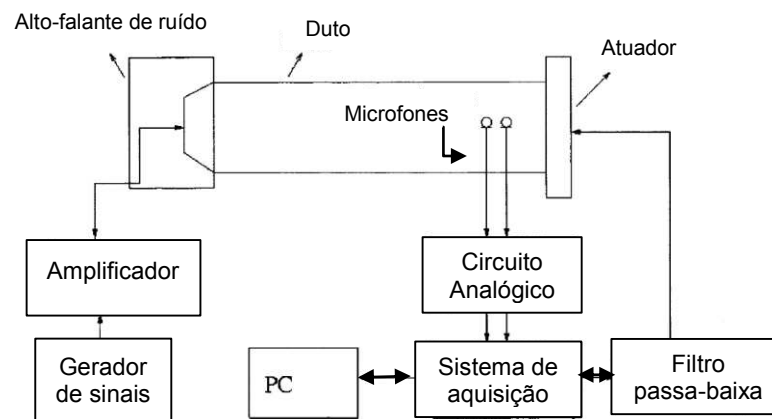 Alto-falante de ruído
Duto
Atuador
Microfones
Amplificador
Circuito
Analógico
Gerador
de sinais
PC
Sistema de
aquisição
Filtro
passa-baixa